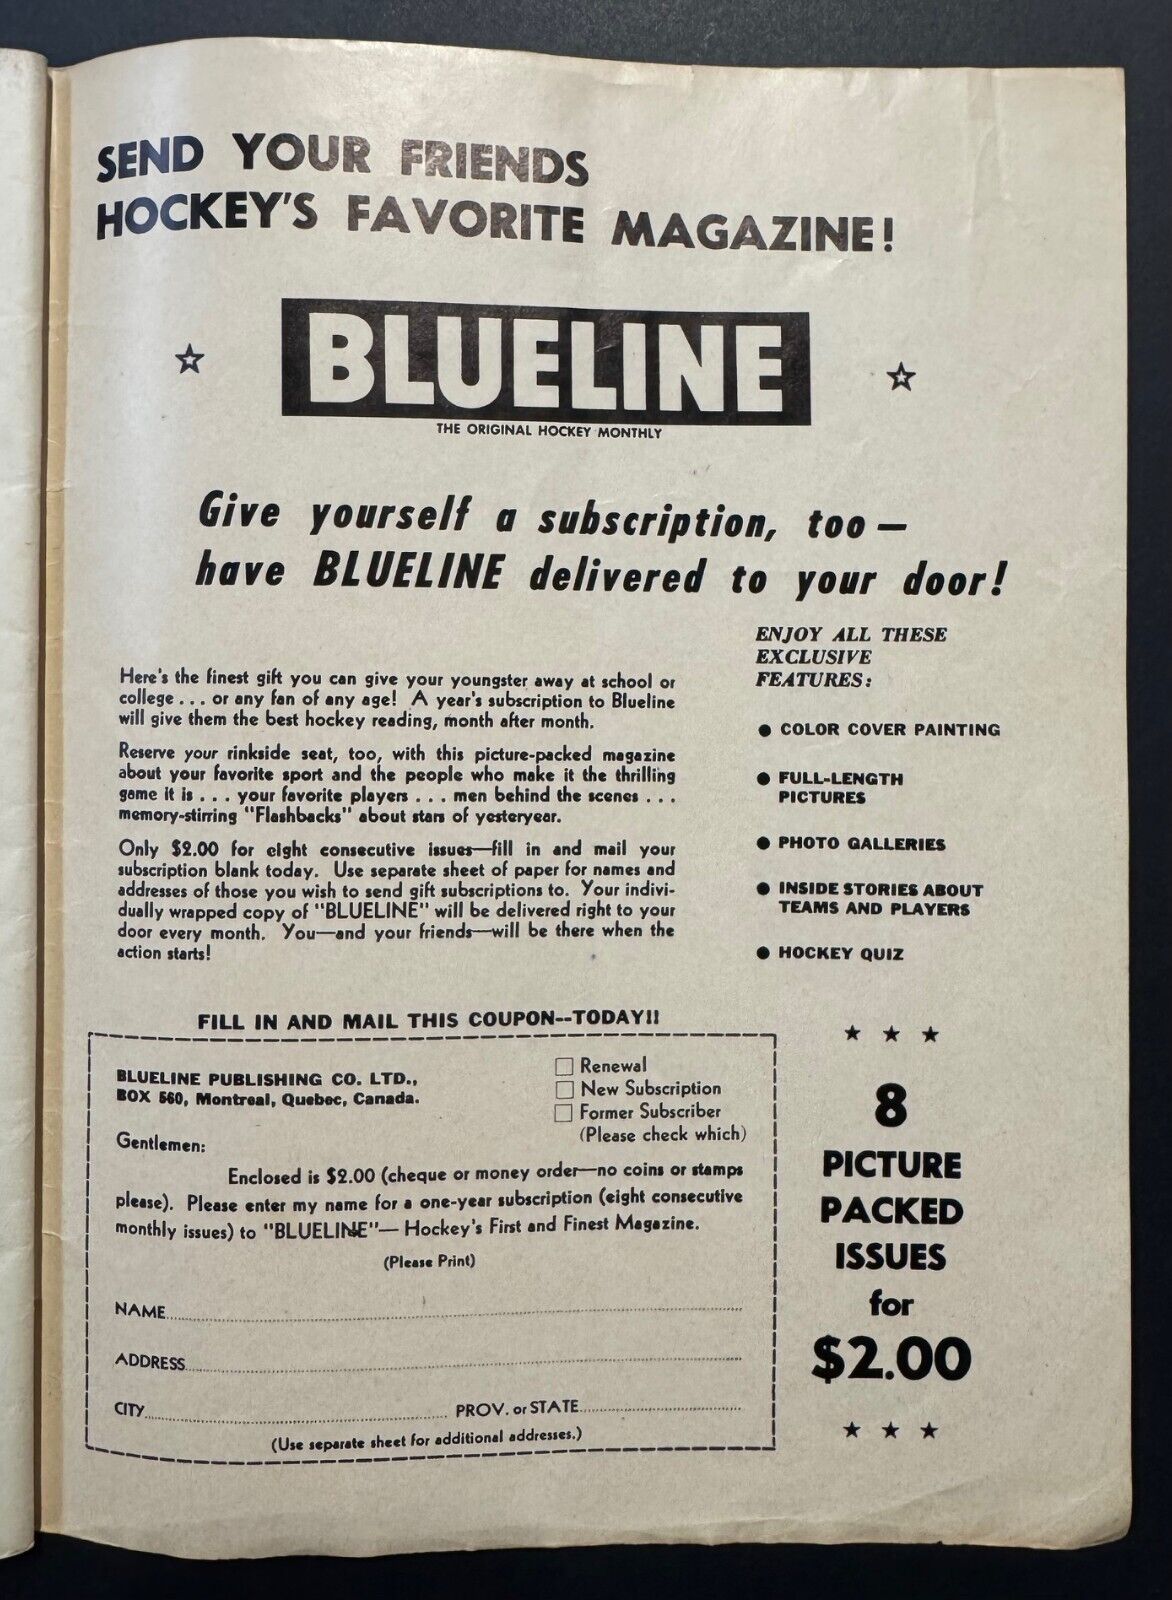 SEND YOUR FRIENDS
HOCKEY'S FAVORITE MAGAZINE!
BLUELINE
THE ORIGINAL HOCKEY MONTHLY
Give yourself a subscription, too —
have BLUELINE delivered to your door!
Here's the finest gift you can give your youngster away at school or
college . . . or any fan of any age! A year's subscription to Blueline
will give them the best hockey reading, month after month.
Reserve your rinkside seat, too, with this picture-packed magazine
about your favorite sport and the people who make it the thrilling
game it is . . . your favorite players . . . men behind the scenes . . .
memory-stirring "Flashbacks" about stars of yesteryear.
Only $2.00 for eight consecutive issues—fill in and mail your
subscription blank today. Use separate sheet of paper for names and
addresses of those you wish to send gift subscriptions to. Your indivi-
dually wrapped copy of "BLUELINE" will be delivered right to your
door every month. You—and your friends—will be there when the
action starts!
ENJOY ALL THESE
EXCLUSIVE
FEATURES:
● COLOR COVER PAINTING
● FULL-LENGTH
PICTURES
● PHOTO GALLERIES
● INSIDE STORIES ABOUT
TEAMS AND PLAYERS
● HOCKEY QUIZ
FILL IN AND MAIL THIS COUPON--TODAY!!
BLUELINE PUBLISHING CO. LTD.,
BOX 560, Montreal, Quebec, Canada.
☐ Renewal
☐ New Subscription
☐ Former Subscriber
(Please check which)
Gentlemen:
Enclosed is $2.00 (cheque or money order—no coins or stamps
please). Please enter my name for a one-year subscription (eight consecutive
monthly issues) to "BLUELINE"— Hockey's First and Finest Magazine.
(Please Print)
NAME
ADDRESS
CITY PROV. or STATE
(Use separate sheet for additional addresses.)
★ ★ ★
8
PICTURE
PACKED
ISSUES
for
$2.00
★ ★ ★